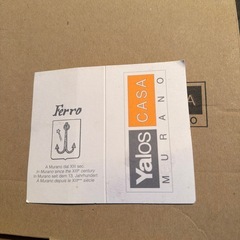 Ferro
A Murano dal XIII sec.
in Murano since the XIIIth century
in Murano seit dem 13. Jahrhundert
A Murano depuis le XIIIème siècle
Yalos CASA
MURANO